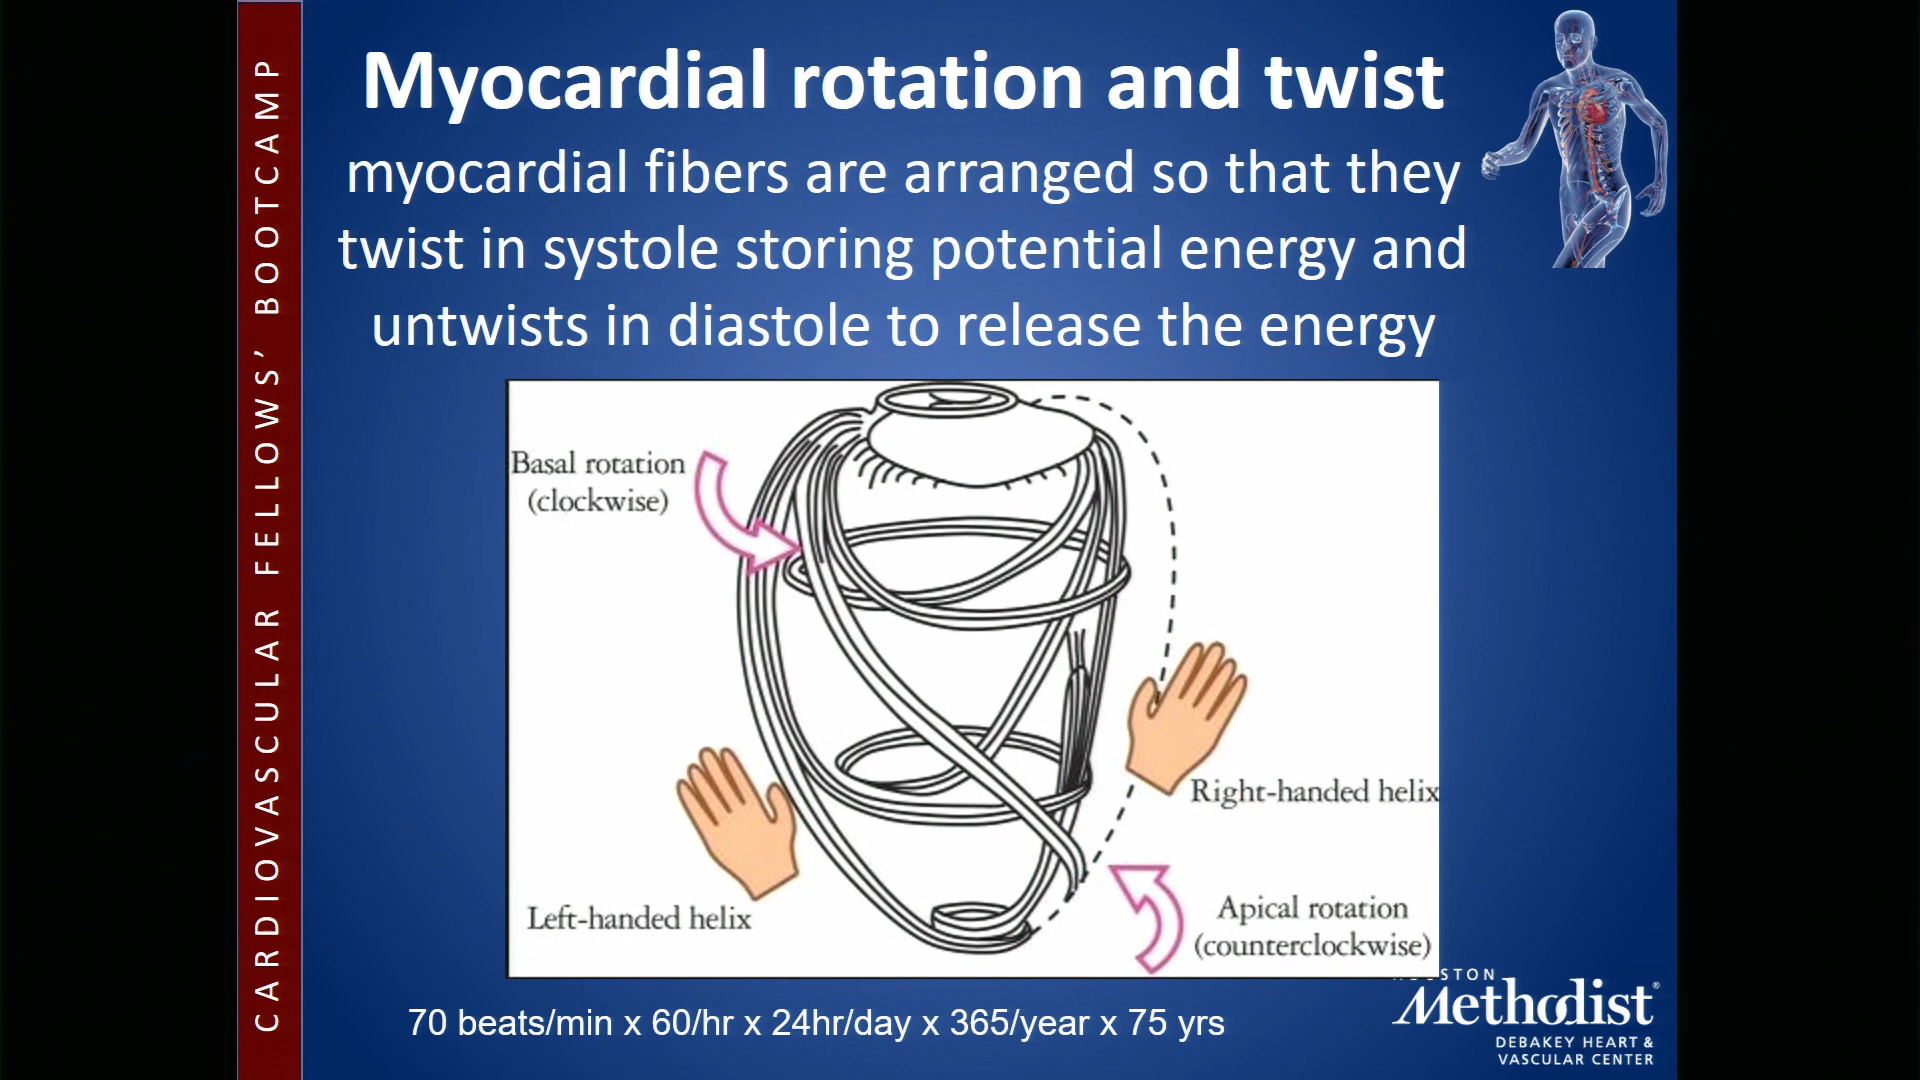 CARDIOVASCULAR FELLOWS' BOOTCAMP
Myocardial rotation and twist
myocardial fibers are arranged so that they
twist in systole storing potential energy and
untwists in diastole to release the energy
Basal rotation
(clockwise)
Right-handed helix
Left-handed helix
Apical rotation
(counterclockwise)
70 beats/min x 60/hr x 24hr/day x 365/year x 75 yrs
HOUSTON
Methodist®
DEBAKEY HEART &
VASCULAR CENTER